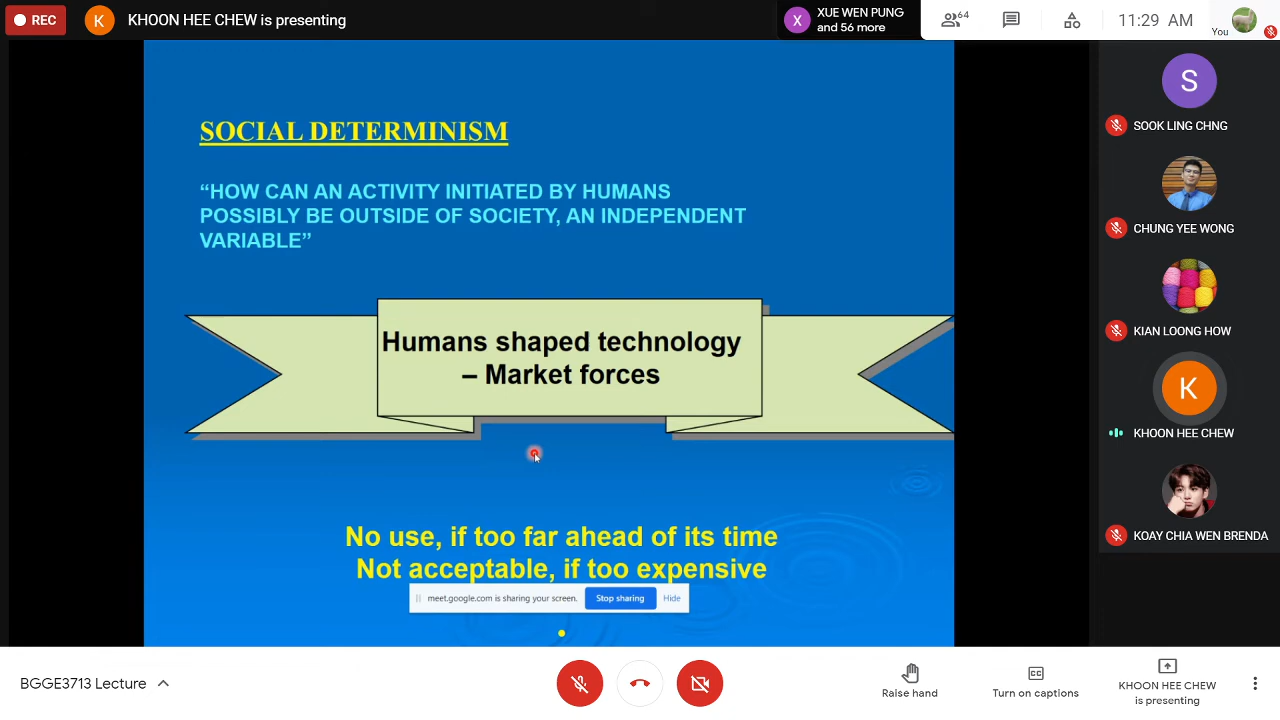 REC
K
KHOON HEE CHEW is presenting
X
XUE WEN PUNG
and 56 more
64
11:29 AM
You
SOCIAL DETERMINISM
“HOW CAN AN ACTIVITY INITIATED BY HUMANS
POSSIBLY BE OUTSIDE OF SOCIETY, AN INDEPENDENT
VARIABLE”
Humans shaped technology
– Market forces
No use, if too far ahead of its time
Not acceptable, if too expensive
meet.google.com is sharing your screen.
Stop sharing
Hide
S
SOOK LING CHNG
CHUNG YEE WONG
KIAN LOONG HOW
K
KHOON HEE CHEW
KOAY CHIA WEN BRENDA
BGGE3713 Lecture
Raise hand
CC
Turn on captions
KHOON HEE CHEW
is presenting